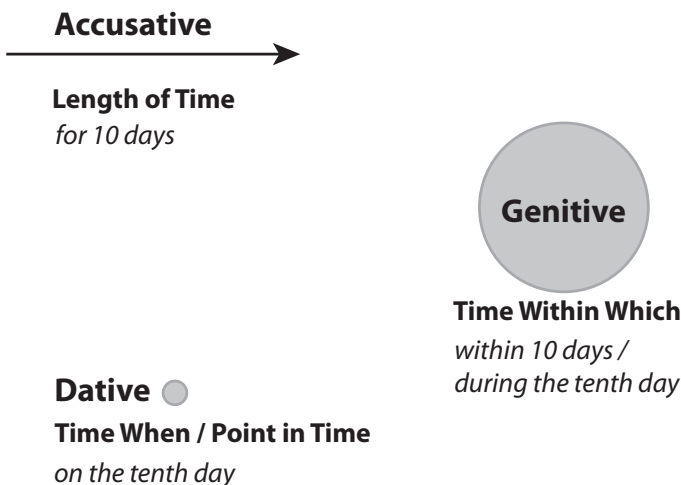 Accusative
Length of Time
for 10 days
Genitive
Time Within Which
within 10 days /
during the tenth day
Dative
Time When / Point in Time
on the tenth day